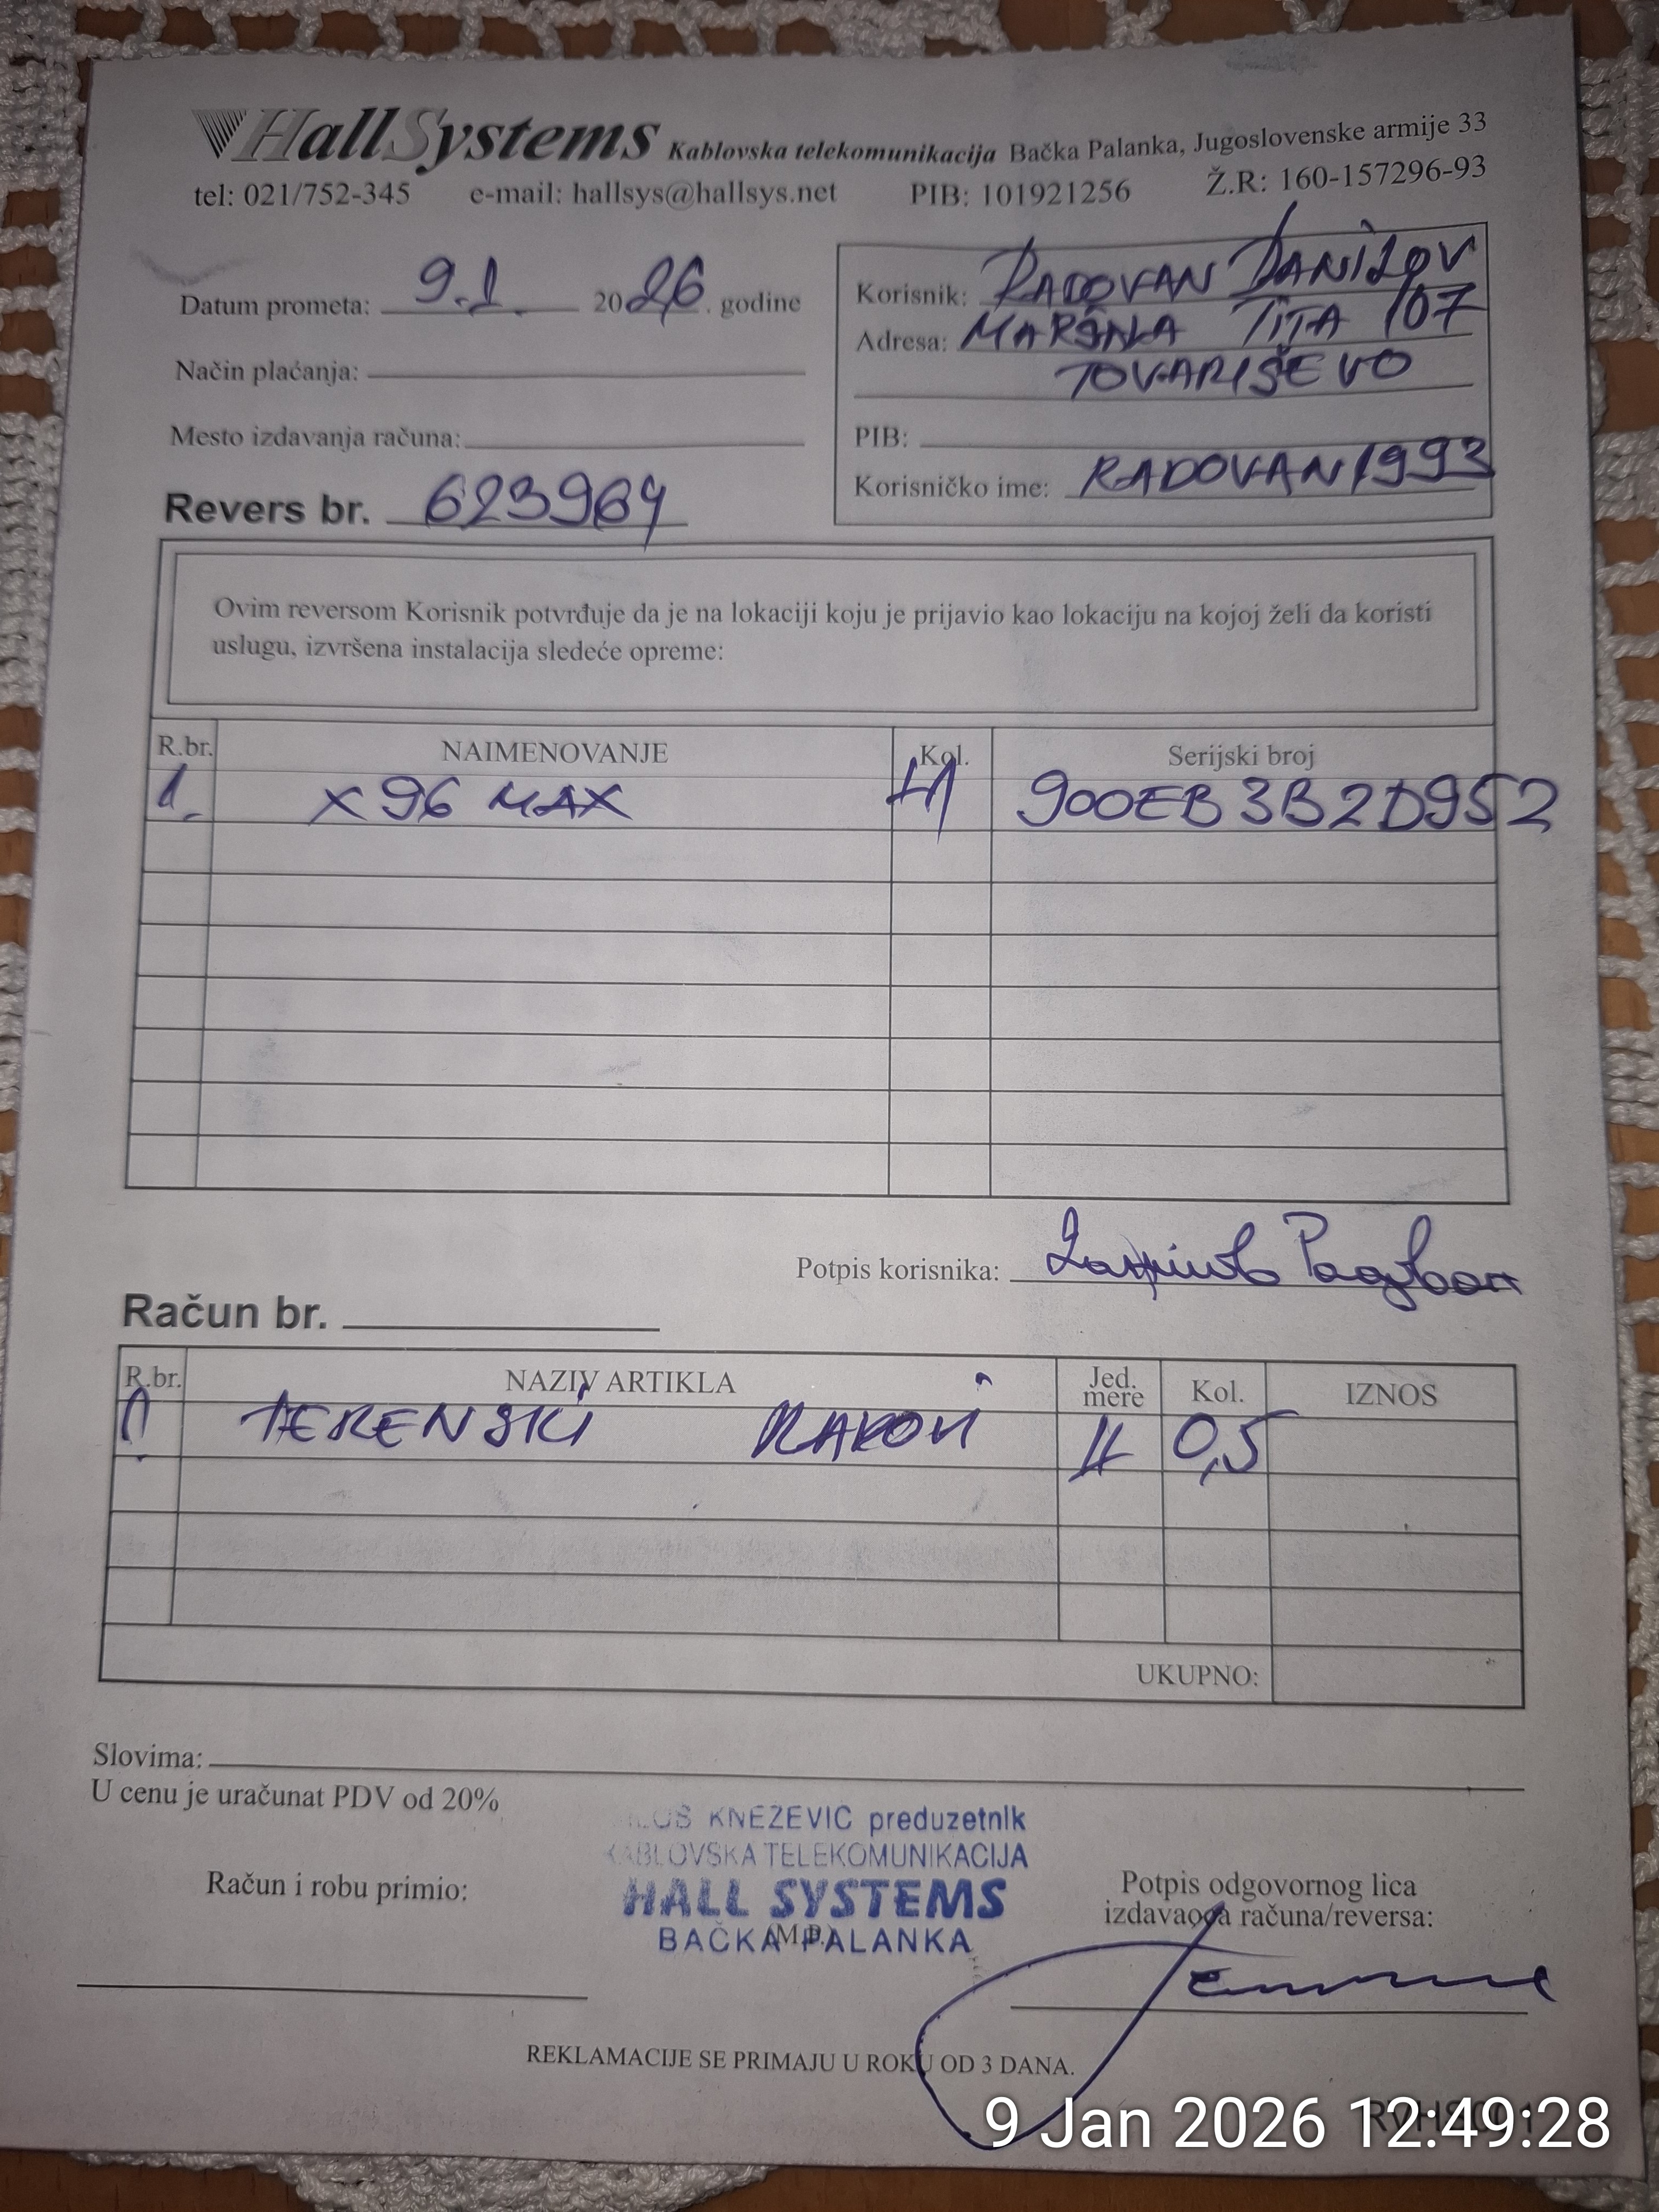 HallSystems Kablovska telekomunikacija Bačka Palanka, Jugoslovenske armije 33
tel: 021/752-345 e-mail: hallsys@hallsys.net PIB: 101921256 Ž.R: 160-157296-93
Datum prometa: 9.1. 2026. godine
Način plaćanja:
Mesto izdavanja računa:
Revers br. 623964
Korisnik: RADOVAN DANILOV
Adresa: MARŠALA TITA 107
TOVARIŠEVO
PIB:
Korisničko ime: RADOVAN1993
Ovim reversom Korisnik potvrđuje da je na lokaciji koju je prijavio kao lokaciju na kojoj želi da koristi
uslugu, izvršena instalacija sledeće opreme:
R.br. NAIMENOVANJE Kol. Serijski broj
1. X96 MAX 900EB3B2D952
Potpis korisnika: Данилов Радован
Račun br.
R.br. NAZIV ARTIKLA Jed. mere Kol. IZNOS
TERENSKI 0,5
UKUPNO:
Slovima:
U cenu je uračunat PDV od 20%
KNEZEVIC preduzetnik
KABLOVSKA TELEKOMUNIKACIJA
HALL SYSTEMS
BAČKA PALANKA
(M.P.)
Račun i robu primio:
Potpis odgovornog lica
izdavaoca računa/reversa:
REKLAMACIJE SE PRIMAJU U ROKU OD 3 DANA.
9 Jan 2026 12:49:28